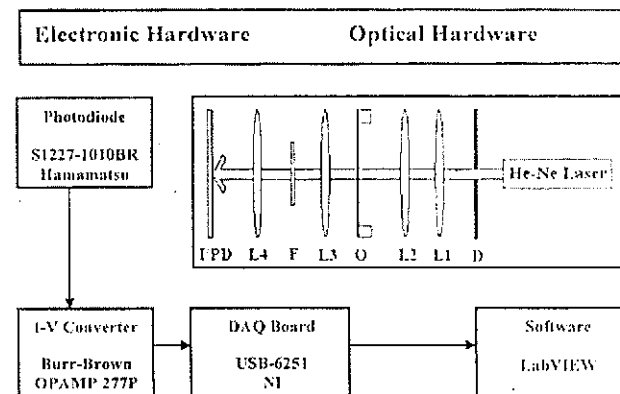 Electronic Hardware Optical Hardware
Photodiode
S1227-1010BR
Hamamatsu
He-Ne Laser
I/PD L4 F L3 O L2 L1 D
I-V Converter
Burr-Brown
OPAMP 277P
DAQ Board
USB-6251
NI
Software
LabVIEW